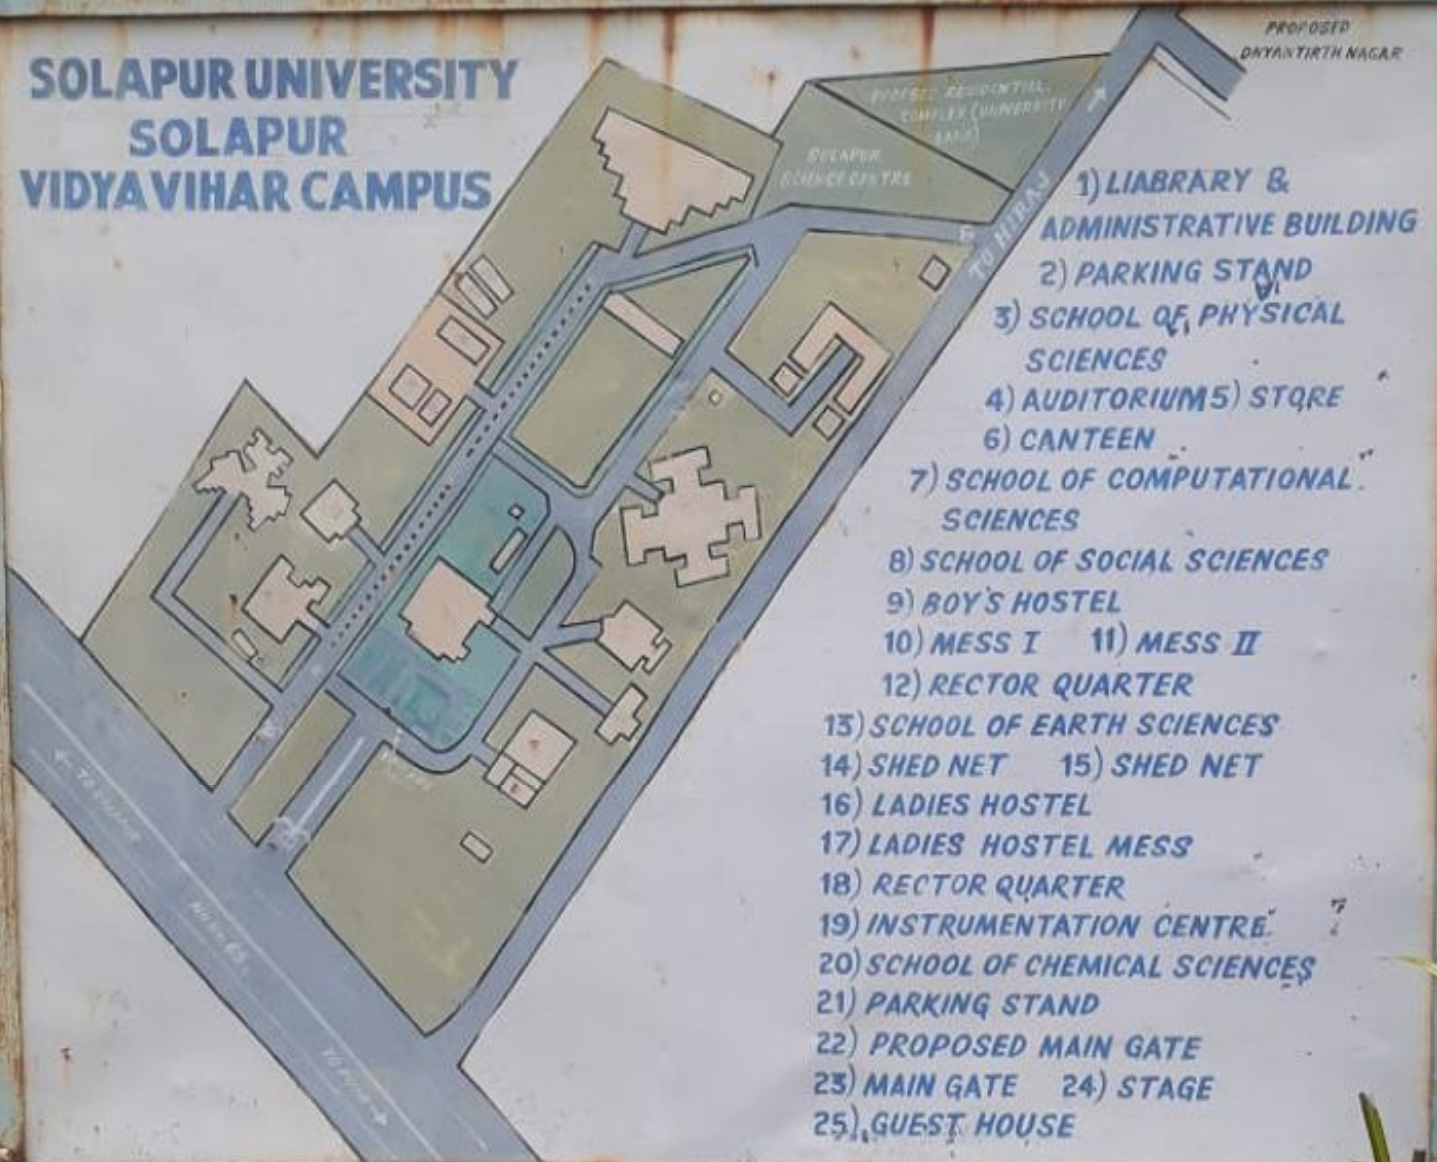 SOLAPUR UNIVERSITY
SOLAPUR
VIDYAVIHAR CAMPUS
PROPOSED
DNYANTIRTH NAGAR
RESIDENTIAL
COMPLEX (UNIVERSITY
SOLAPUR
SCIENCE CENTRE
TO HIRAJ
1) LIABRARY &
ADMINISTRATIVE BUILDING
2) PARKING STAND
3) SCHOOL OF PHYSICAL
SCIENCES
4) AUDITORIUM 5) STORE
6) CANTEEN
7) SCHOOL OF COMPUTATIONAL
SCIENCES
8) SCHOOL OF SOCIAL SCIENCES
9) BOY'S HOSTEL
10) MESS I 11) MESS II
12) RECTOR QUARTER
13) SCHOOL OF EARTH SCIENCES
14) SHED NET 15) SHED NET
16) LADIES HOSTEL
17) LADIES HOSTEL MESS
18) RECTOR QUARTER
19) INSTRUMENTATION CENTRE
20) SCHOOL OF CHEMICAL SCIENCES
21) PARKING STAND
22) PROPOSED MAIN GATE
23) MAIN GATE 24) STAGE
25) GUEST HOUSE
TO PUNE